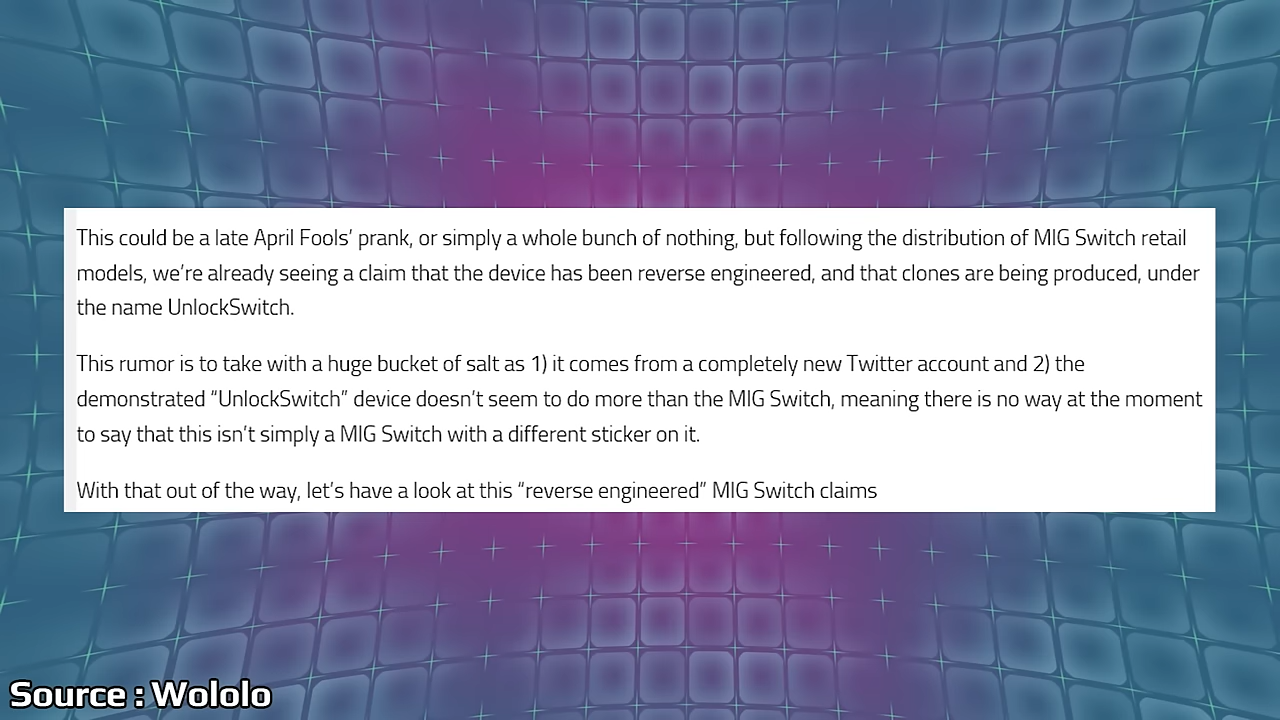 This could be a late April Fools’ prank, or simply a whole bunch of nothing, but following the distribution of MIG Switch retail
models, we’re already seeing a claim that the device has been reverse engineered, and that clones are being produced, under
the name UnlockSwitch.
This rumor is to take with a huge bucket of salt as 1) it comes from a completely new Twitter account and 2) the
demonstrated “UnlockSwitch” device doesn’t seem to do more than the MIG Switch, meaning there is no way at the moment
to say that this isn’t simply a MIG Switch with a different sticker on it.
With that out of the way, let’s have a look at this “reverse engineered” MIG Switch claims
Source : Wololo